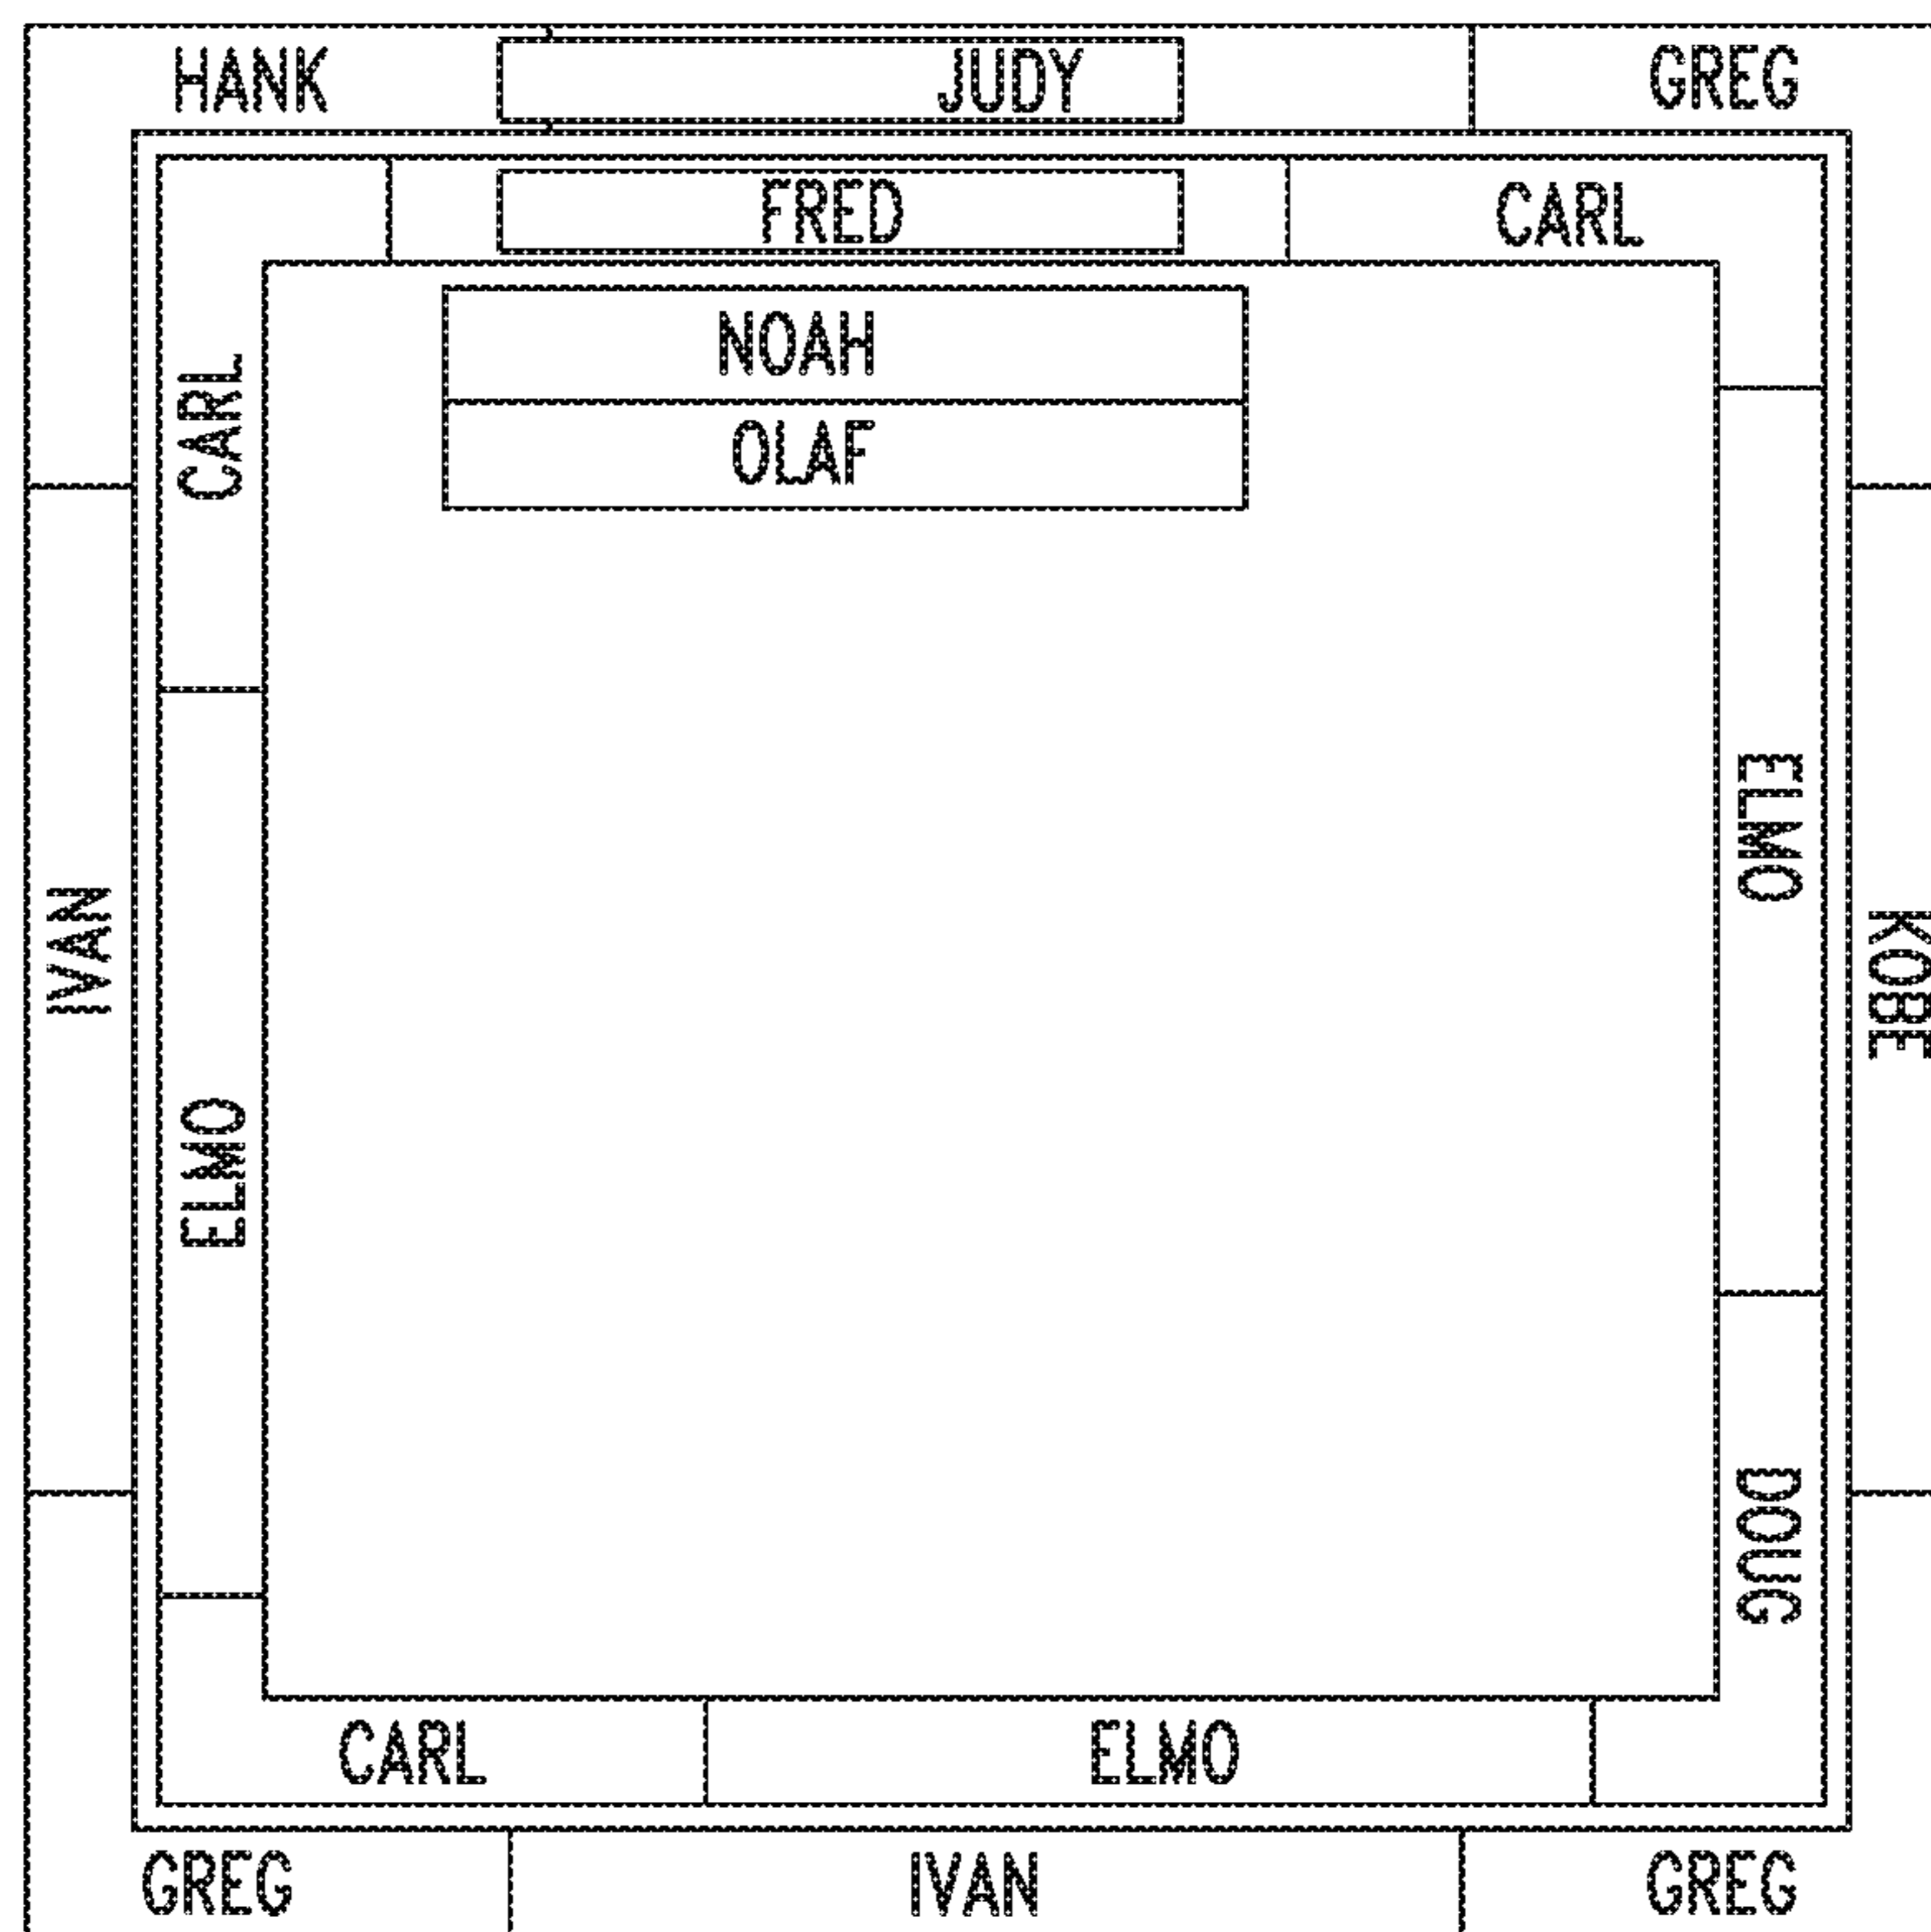 HANK JUDY GREG
FRED CARL
NOAH
CARL
OLAF
ELMO
IVAN
KOBE
ELMO
DOUG
CARL ELMO
GREG IVAN GREG